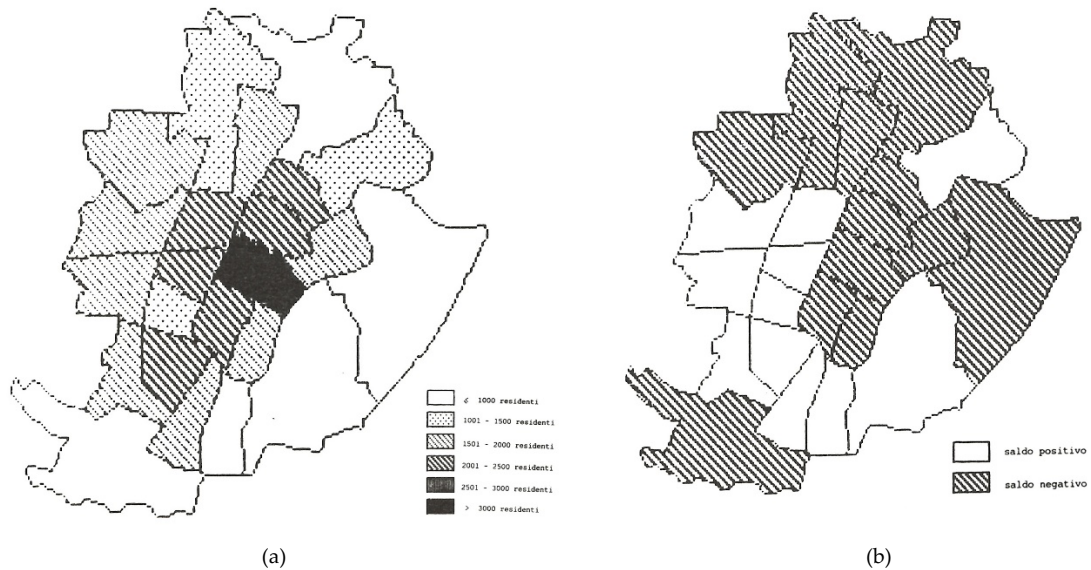 ≤ 1000 residenti
1001 - 1500 residenti
1501 - 2000 residenti
2001 - 2500 residenti
2501 - 3000 residenti
> 3000 residenti
saldo positivo
saldo negativo
(a)
(b)